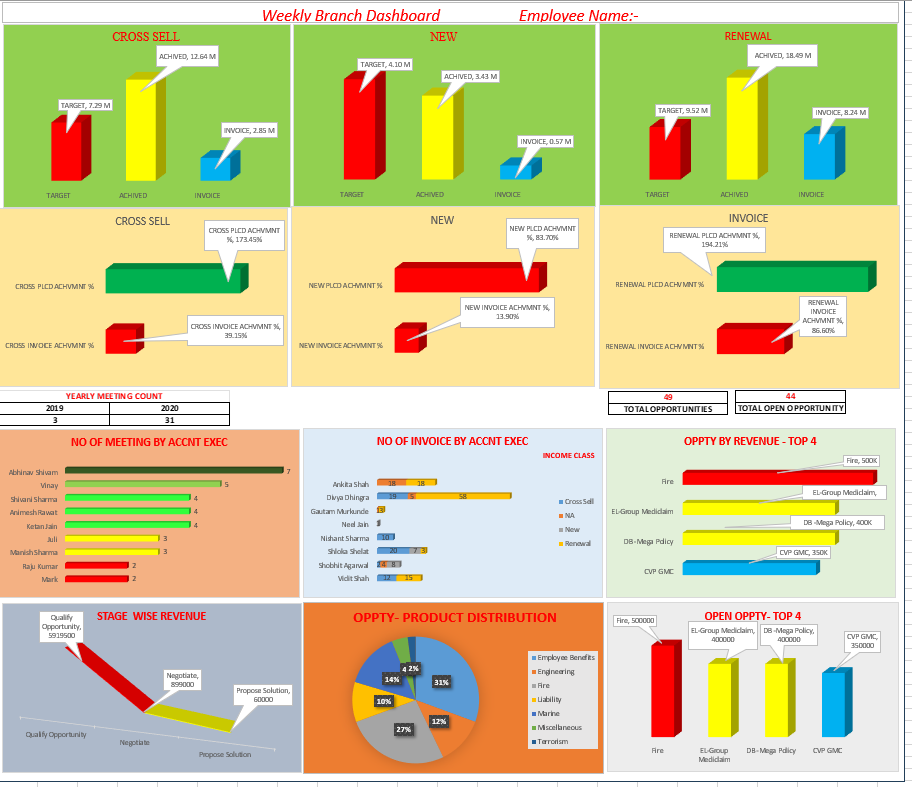 Weekly Branch Dashboard Employee Name:-
CROSS SELL
ACHIVED, 12.64 M
TARGET, 7.29 M
INVOICE, 2.85 M
TARGET ACHIVED INVOICE
NEW
TARGET, 4.10 M
ACHIVED, 3.43 M
INVOICE, 0.57 M
TARGET ACHIVED INVOICE
RENEWAL
ACHIVED, 18.49 M
TARGET, 9.52 M
INVOICE, 8.24 M
TARGET ACHIVED INVOICE
CROSS SELL
CROSS PLCD ACHVMNT
%, 173.45%
CROSS PLCD ACHVMNT %
CROSS INVOICE ACHVMNT %,
39.15%
CROSS INVOICE ACHVMNT %
NEW
NEW PLCD ACHVMNT
%, 83.70%
NEW PLCD ACHVMNT %
NEW INVOICE ACHVMNT %,
13.90%
NEW INVOICE ACHVMNT %
INVOICE
RENEWAL PLCD ACHVMNT %,
194.21%
RENEWAL PLCD ACHVMNT %
RENEWAL
INVOICE
ACHVMNT %,
86.60%
RENEWAL INVOICE ACHVMNT %
YEARLY MEETING COUNT
2019 2020
3 31
49
TOTAL OPPORTUNITIES
44
TOTAL OPEN OPPORTUNITY
NO OF MEETING BY ACCNT EXEC
Abhinav Shivam 7
Vinay 5
Shivani Sharma 4
Animesh Rawat 4
Ketan Jain 4
Juli 3
Manish Sharma 3
Raju Kumar 2
Mark 2
NO OF INVOICE BY ACCNT EXEC
INCOME CLASS
Ankita Shah 18 18
Divya Dhingra 19 5 58
Gautam Murkunde
Neel Jain
Nishant Sharma 10
Shloka Shelat 20 7 3
Shobhit Agarwal 2 4 8
Vidit Shah 12 15
Cross Sell
NA
New
Renewal
OPPTY BY REVENUE - TOP 4
Fire, 500K
Fire
EL-Group Mediclaim,
EL-Group Mediclaim
DB -Mega Policy, 400K
DB-Mega Policy
CVP GMC, 350K
CVP GMC
STAGE WISE REVENUE
Qualify
Opportunity,
5919500
Negotiate,
899000
Propose Solution,
60000
Qualify Opportunity
Negotiate
Propose Solution
OPPTY- PRODUCT DISTRIBUTION
31%
12%
27%
10%
14%
4
2%
Employee Benefits
Engineering
Fire
Liability
Marine
Miscellaneous
Terrorism
OPEN OPPTY- TOP 4
Fire, 500000
EL-Group Mediclaim,
400000
DB -Mega Policy,
400000
CVP GMC,
350000
Fire EL-Group DB-Mega Policy CVP GMC
Mediclaim